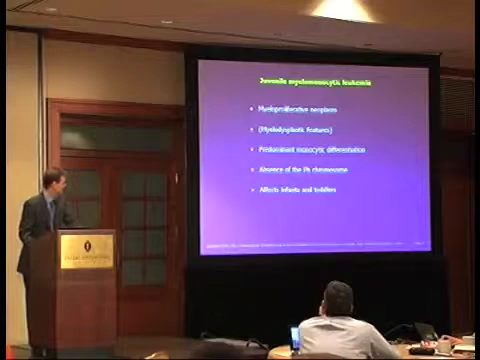 Juvenile myelomonocytic leukemia
• Myeloproliferative neoplasm
• (Myelodysplastic Features)
• Predominant monocytic differentiation
• Absence of the Ph chromosome
• Affects infants and toddlers